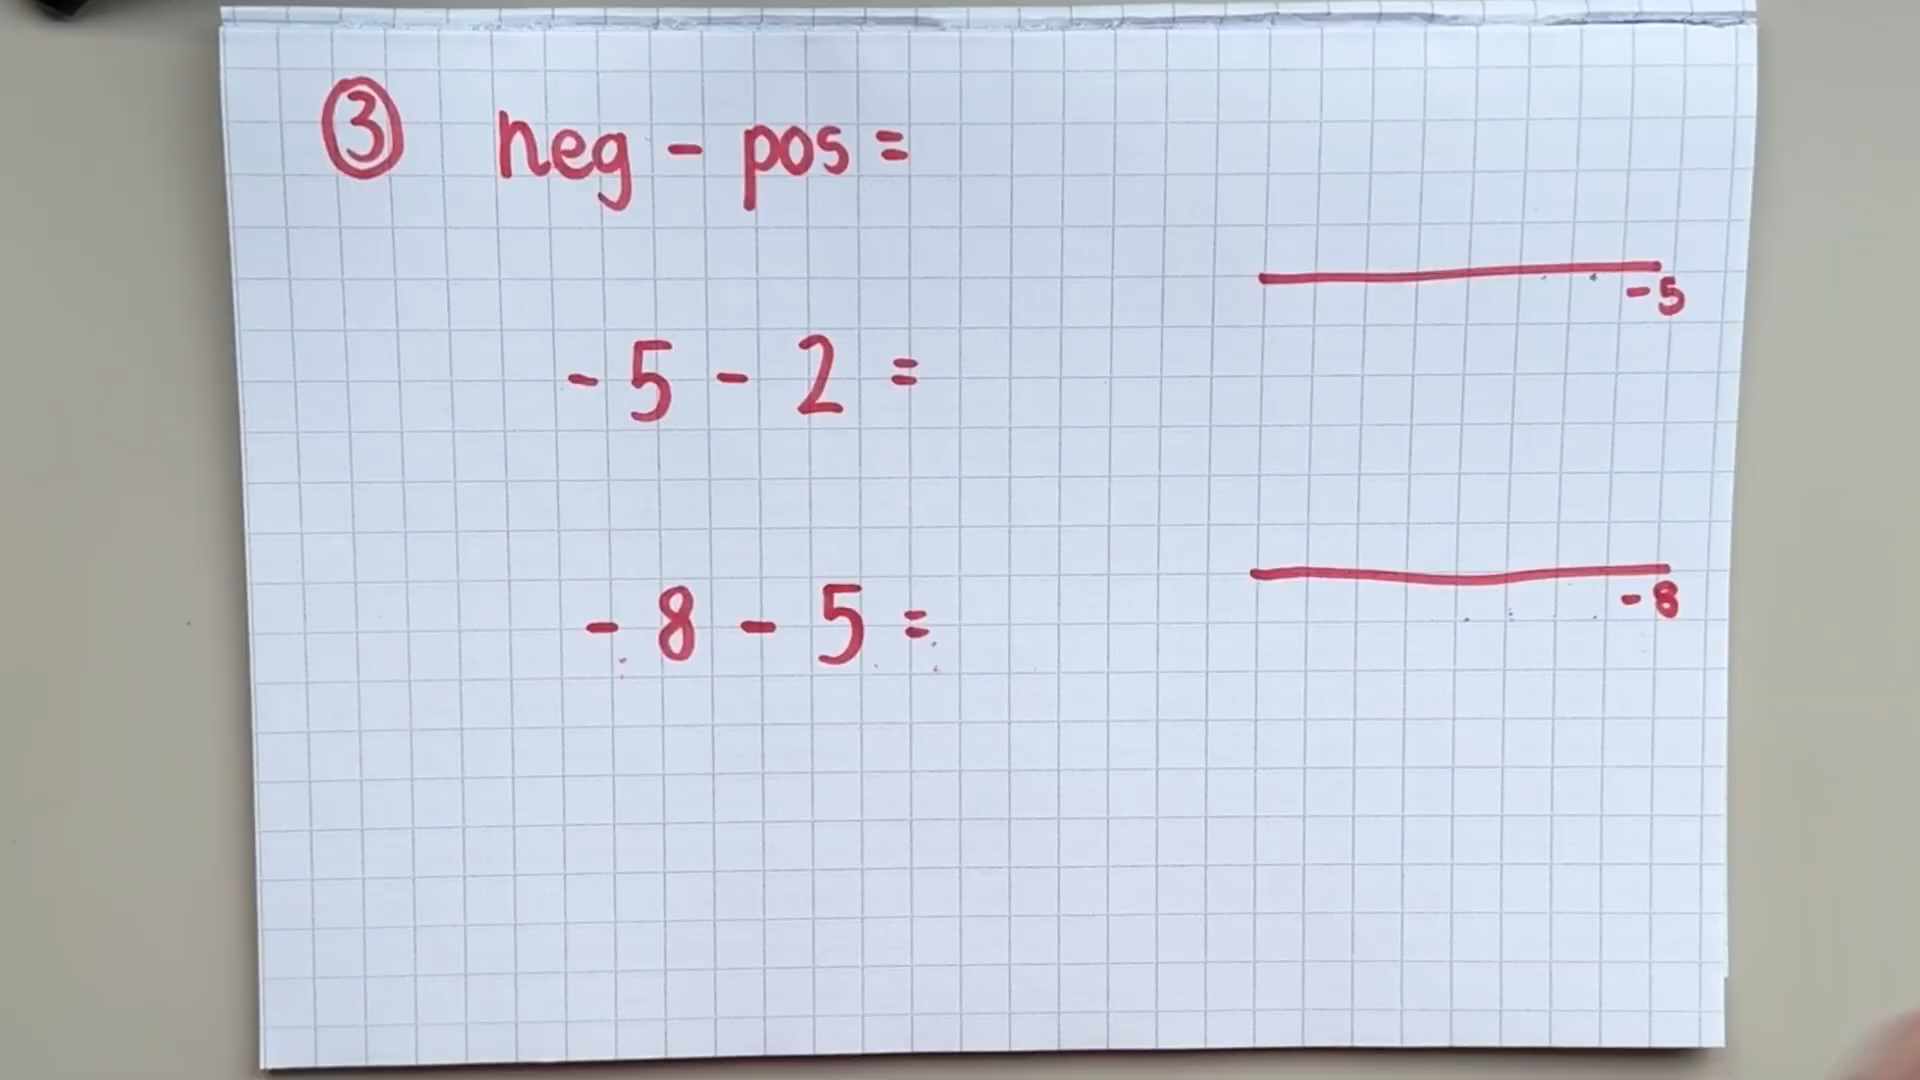 ③ neg - pos =
-5
-5 - 2 =
-8
-8 - 5 =